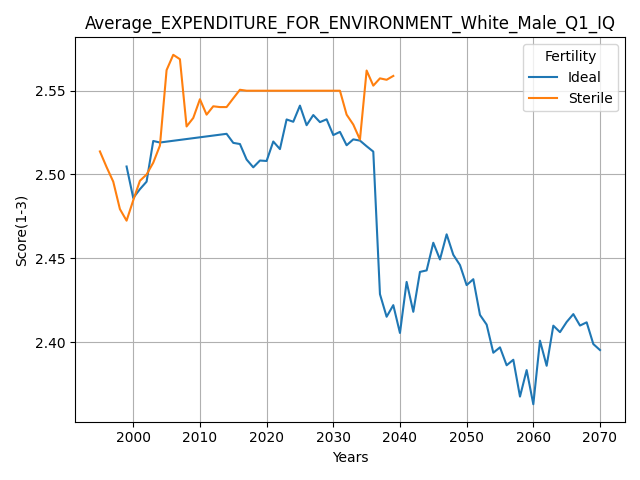 Average_EXPENDITURE_FOR_ENVIRONMENT_White_Male_Q1_IQ
Fertility
Ideal
Sterile
Score(1-3)
2.55
2.50
2.45
2.40
2000 2010 2020 2030 2040 2050 2060 2070
Years